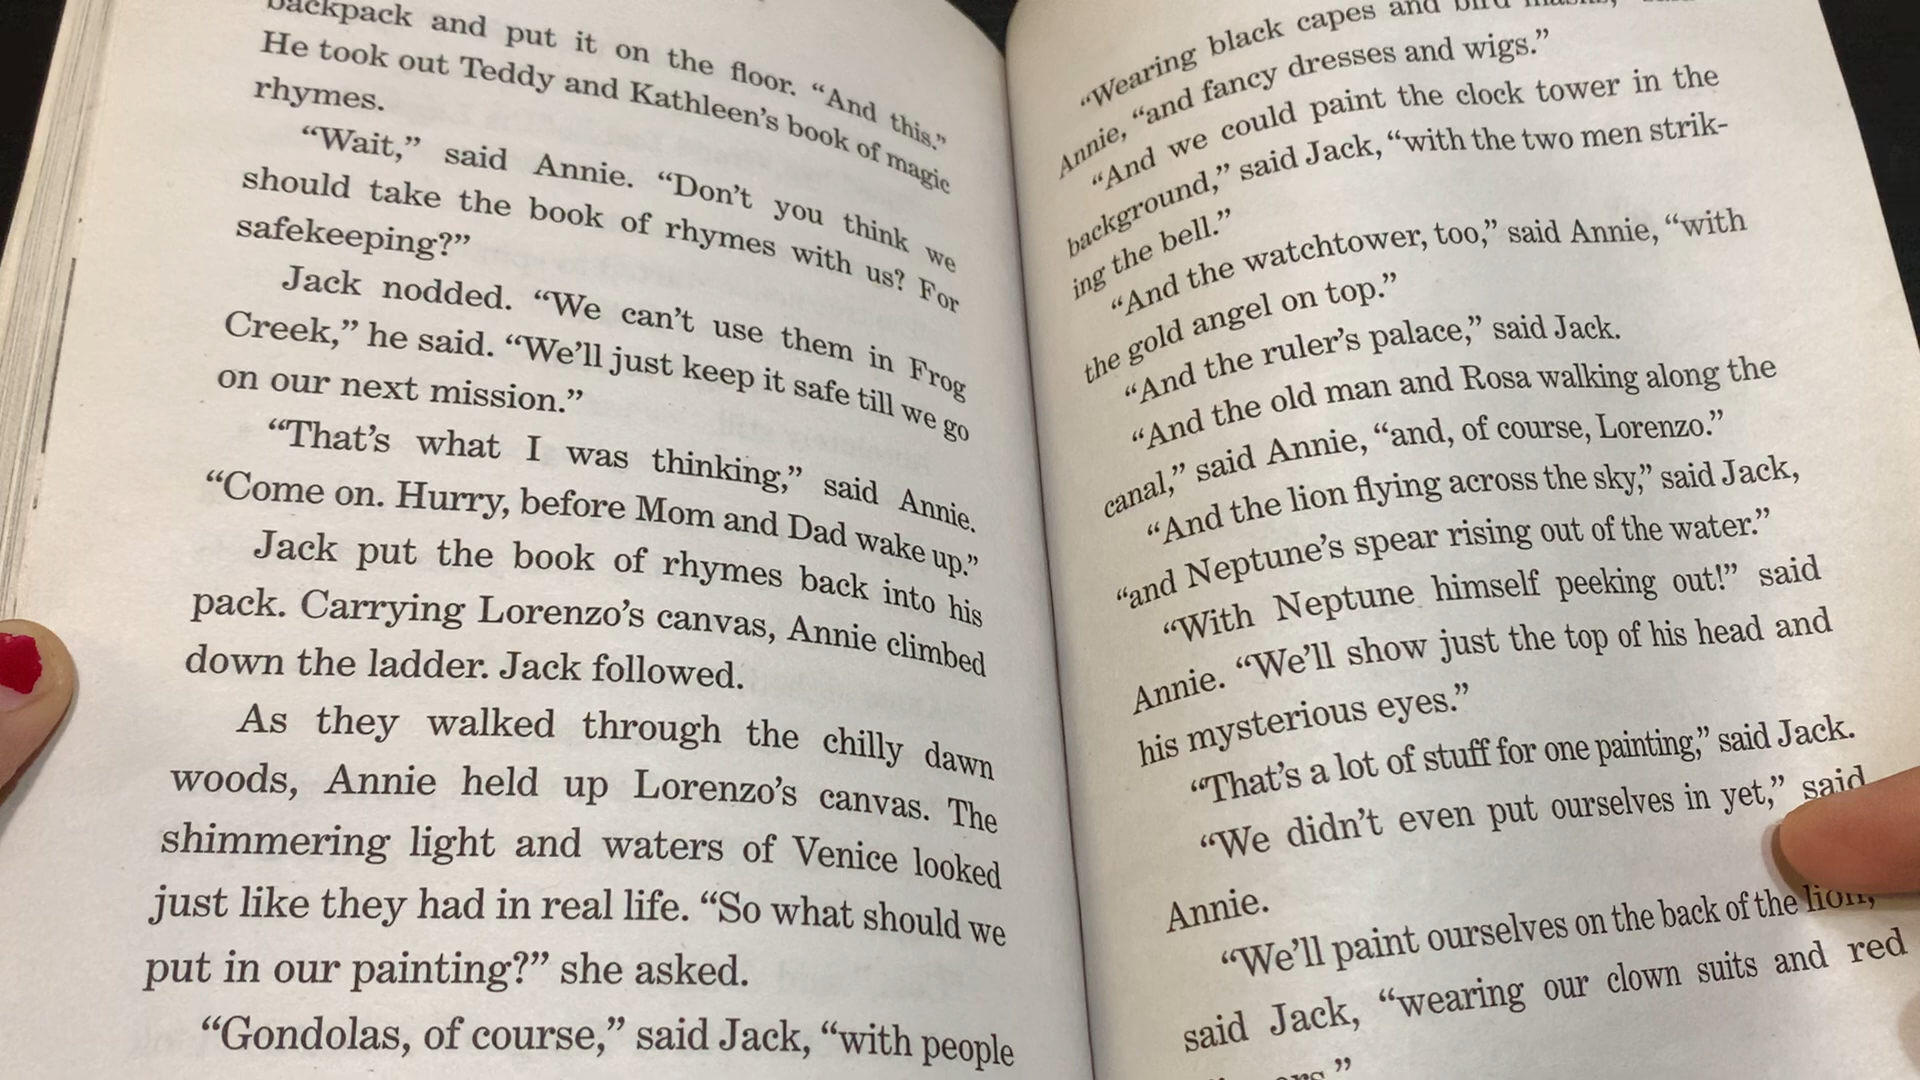 backpack and put it on the floor. “And this.”
He took out Teddy and Kathleen’s book of magic
rhymes.
“Wait,” said Annie. “Don’t you think we
should take the book of rhymes with us? For
safekeeping?”
Jack nodded. “We can’t use them in Frog
Creek,” he said. “We’ll just keep it safe till we go
on our next mission.”
“That’s what I was thinking,” said Annie.
“Come on. Hurry, before Mom and Dad wake up.”
Jack put the book of rhymes back into his
pack. Carrying Lorenzo’s canvas, Annie climbed
down the ladder. Jack followed.
As they walked through the chilly dawn
woods, Annie held up Lorenzo’s canvas. The
shimmering light and waters of Venice looked
just like they had in real life. “So what should we
put in our painting?” she asked.
“Gondolas, of course,” said Jack, “with people
“Wearing black capes and bird
Annie, “and fancy dresses and wigs.”
“And we could paint the clock tower in the
background,” said Jack, “with the two men strik-
ing the bell.”
“And the watchtower, too,” said Annie, “with
the gold angel on top.”
“And the ruler’s palace,” said Jack.
“And the old man and Rosa walking along the
canal,” said Annie, “and, of course, Lorenzo.”
“And the lion flying across the sky,” said Jack,
“and Neptune’s spear rising out of the water.”
“With Neptune himself peeking out!” said
Annie. “We’ll show just the top of his head and
his mysterious eyes.”
“That’s a lot of stuff for one painting,” said Jack.
“We didn’t even put ourselves in yet,” said
Annie.
“We’ll paint ourselves on the back of the lion,”
said Jack, “wearing our clown suits and red